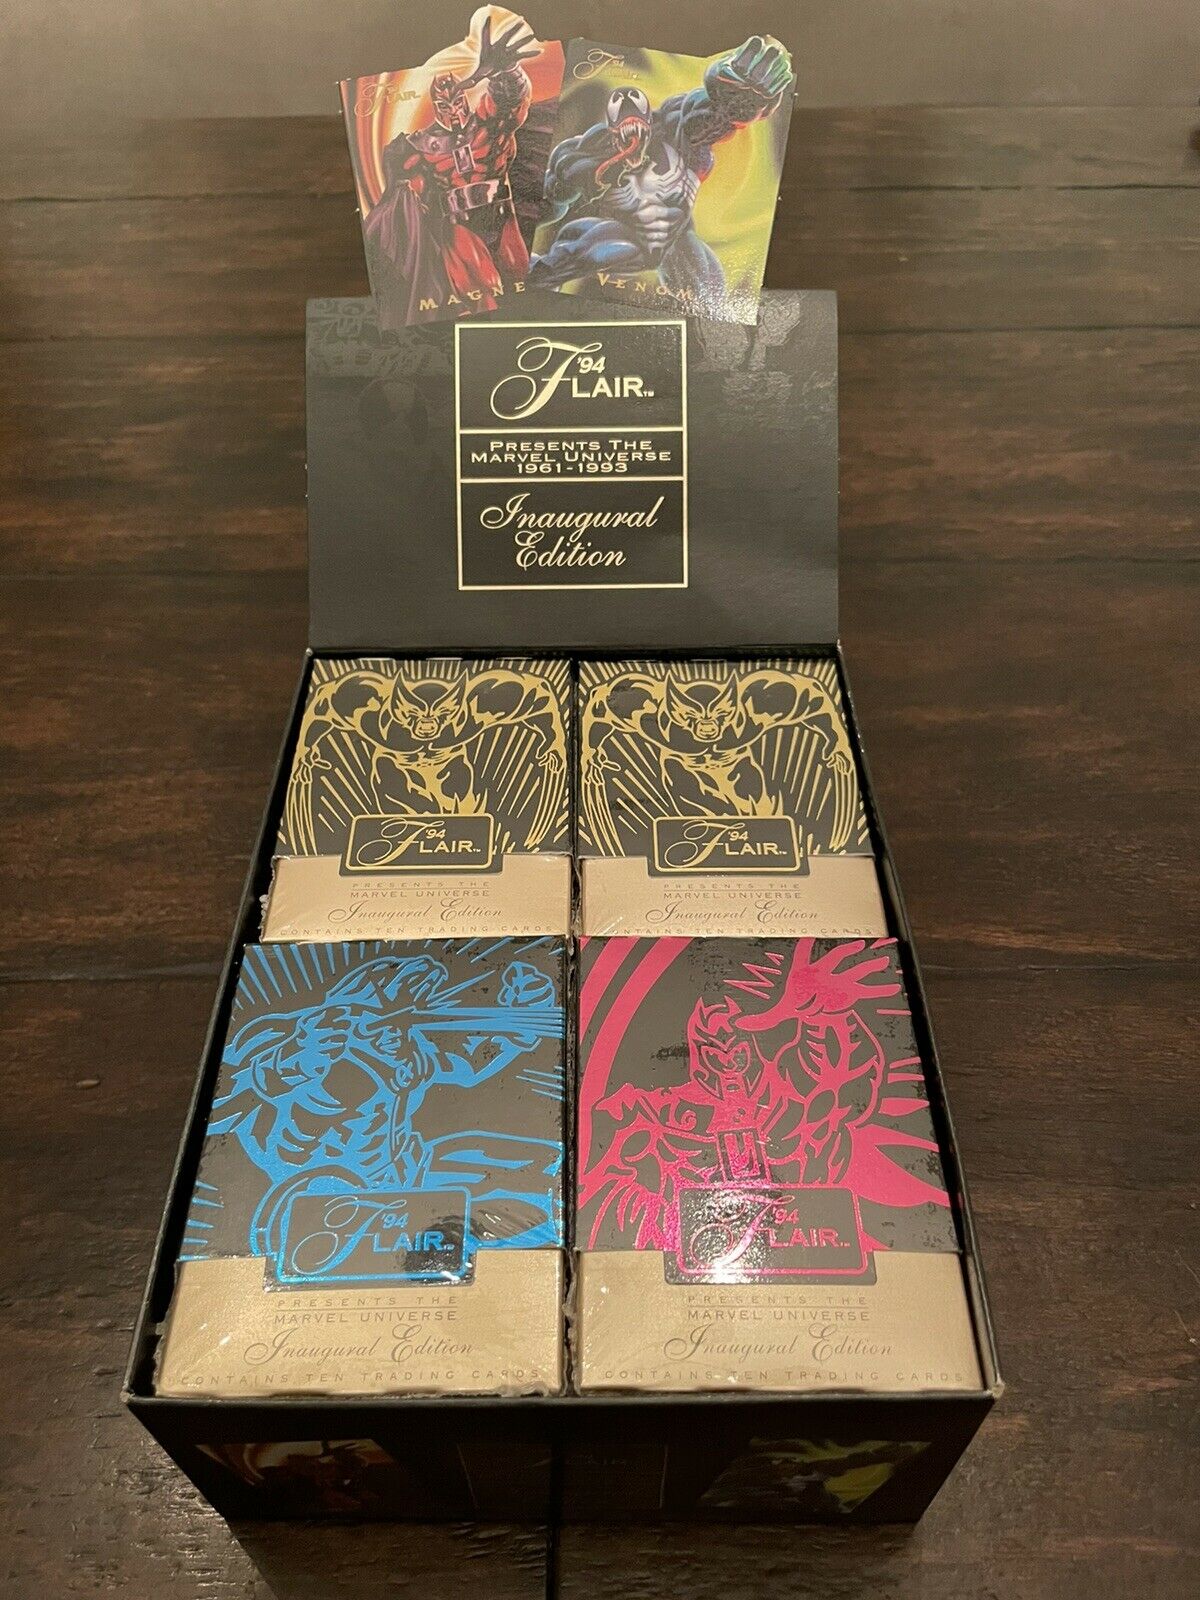 '94
FLAIR™
'94
FLAIR
MAGNE
VENOM
'94
FLAIR™
PRESENTS THE
MARVEL UNIVERSE
1961-1993
Inaugural
Edition
'94
FLAIR™
PRESENTS THE
MARVEL UNIVERSE
Inaugural Edition
CONTAINS TEN TRADING CARDS
'94
FLAIR™
PRESENTS THE
MARVEL UNIVERSE
Inaugural Edition
CONTAINS TEN TRADING CARDS
'94
FLAIR™
PRESENTS THE
MARVEL UNIVERSE
Inaugural Edition
CONTAINS TEN TRADING CARDS
'94
FLAIR™
PRESENTS THE
MARVEL UNIVERSE
Inaugural Edition
CONTAINS TEN TRADING CARDS